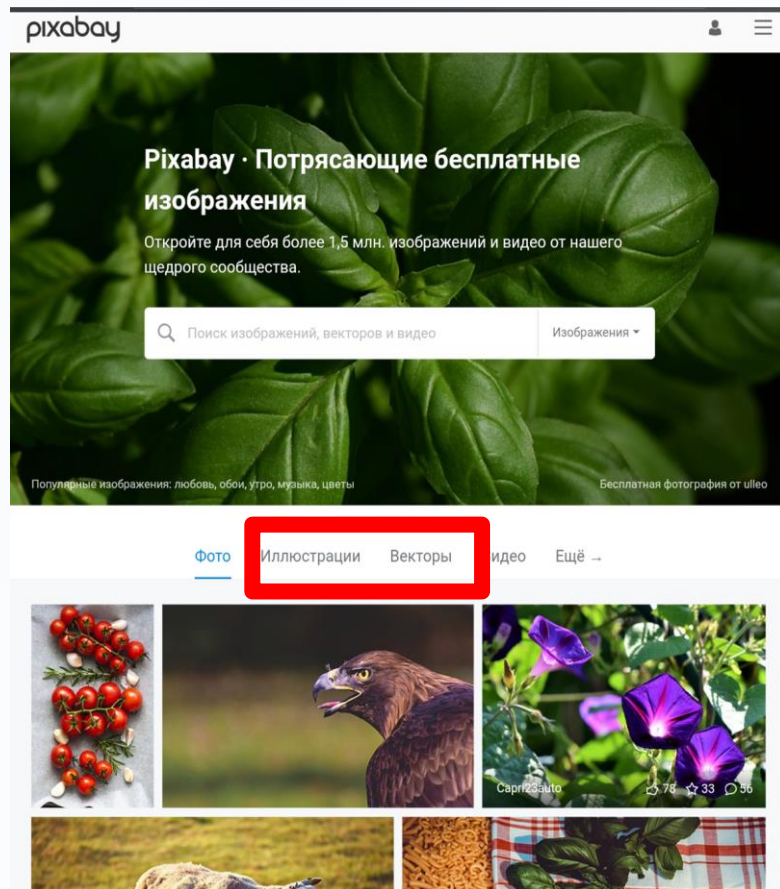 pixabay
Pixabay · Потрясающие бесплатные
изображения
Откройте для себя более 1,5 млн. изображений и видео от нашего
щедрого сообщества.
Поиск изображений, векторов и видео
Изображения
Популярные изображения: любовь, обои, утро, музыка, цветы
Бесплатная фотография от ulleo
Фото Иллюстрации Векторы идео Ещё →
Capri23auto 78 33 56